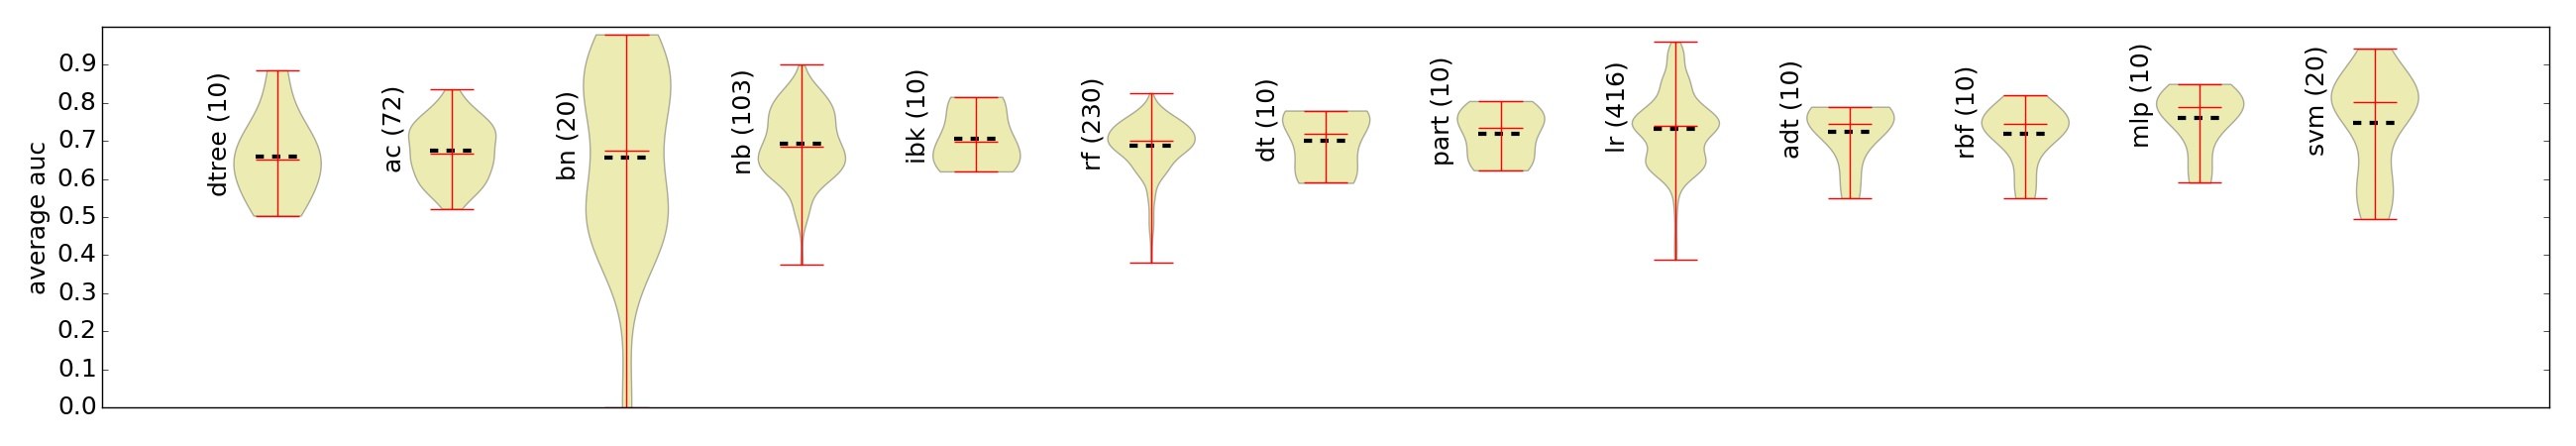 average auc
0.9
0.8
0.7
0.6
0.5
0.4
0.3
0.2
0.1
0.0
dtree (10)
ac (72)
bn (20)
nb (103)
ibk (10)
rf (230)
dt (10)
part (10)
lr (416)
adt (10)
rbf (10)
mlp (10)
svm (20)